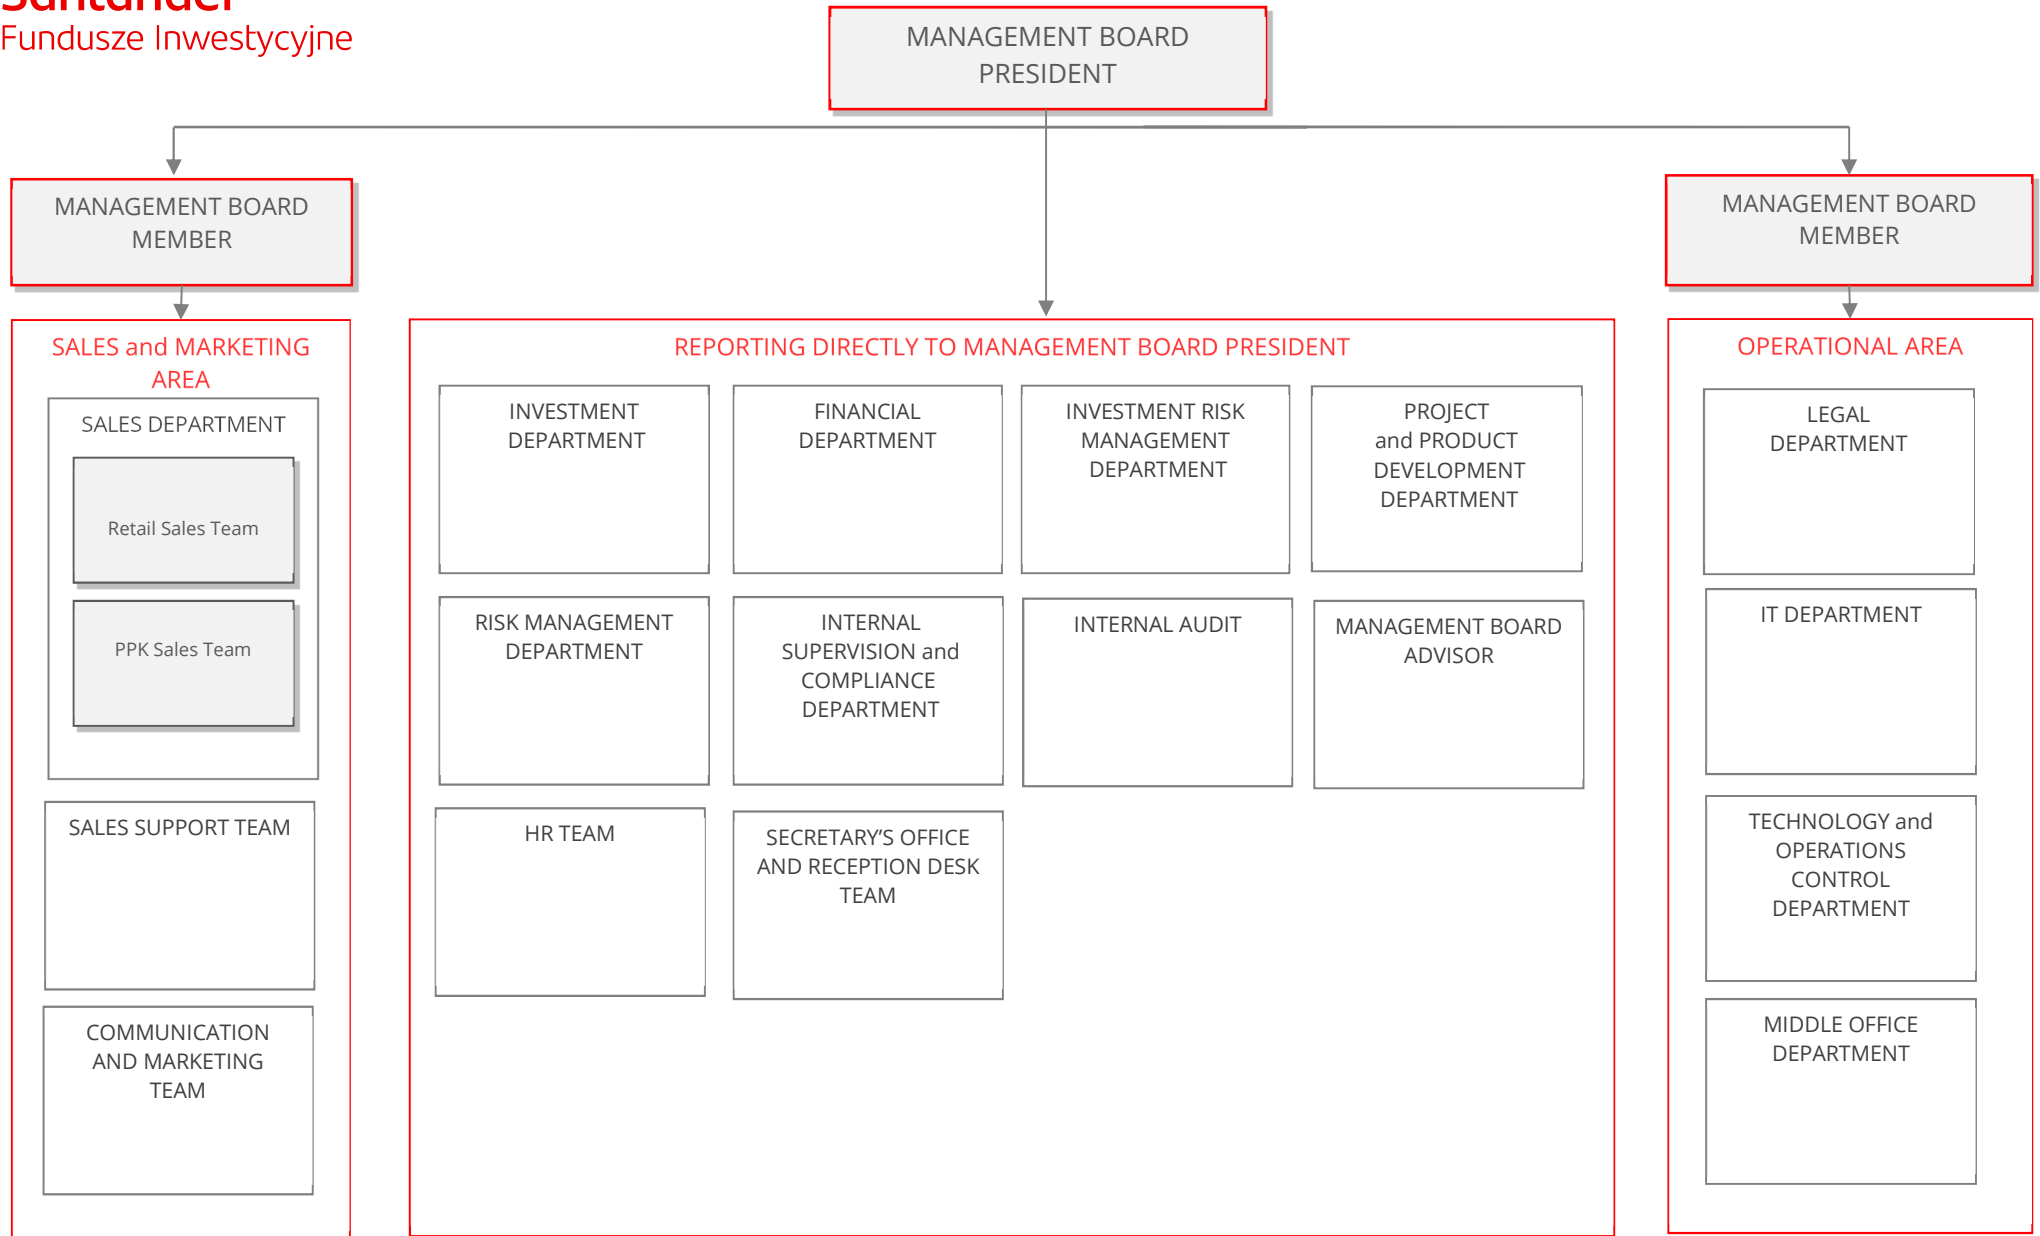 Santander
Fundusze Inwestycyjne
MANAGEMENT BOARD
PRESIDENT
MANAGEMENT BOARD
MEMBER
MANAGEMENT BOARD
MEMBER
SALES and MARKETING
AREA
SALES DEPARTMENT
Retail Sales Team
PPK Sales Team
SALES SUPPORT TEAM
COMMUNICATION
AND MARKETING
TEAM
REPORTING DIRECTLY TO MANAGEMENT BOARD PRESIDENT
INVESTMENT
DEPARTMENT
FINANCIAL
DEPARTMENT
INVESTMENT RISK
MANAGEMENT
DEPARTMENT
PROJECT
and PRODUCT
DEVELOPMENT
DEPARTMENT
RISK MANAGEMENT
DEPARTMENT
INTERNAL
SUPERVISION and
COMPLIANCE
DEPARTMENT
INTERNAL AUDIT
MANAGEMENT BOARD
ADVISOR
HR TEAM
SECRETARY’S OFFICE
AND RECEPTION DESK
TEAM
OPERATIONAL AREA
LEGAL
DEPARTMENT
IT DEPARTMENT
TECHNOLOGY and
OPERATIONS
CONTROL
DEPARTMENT
MIDDLE OFFICE
DEPARTMENT